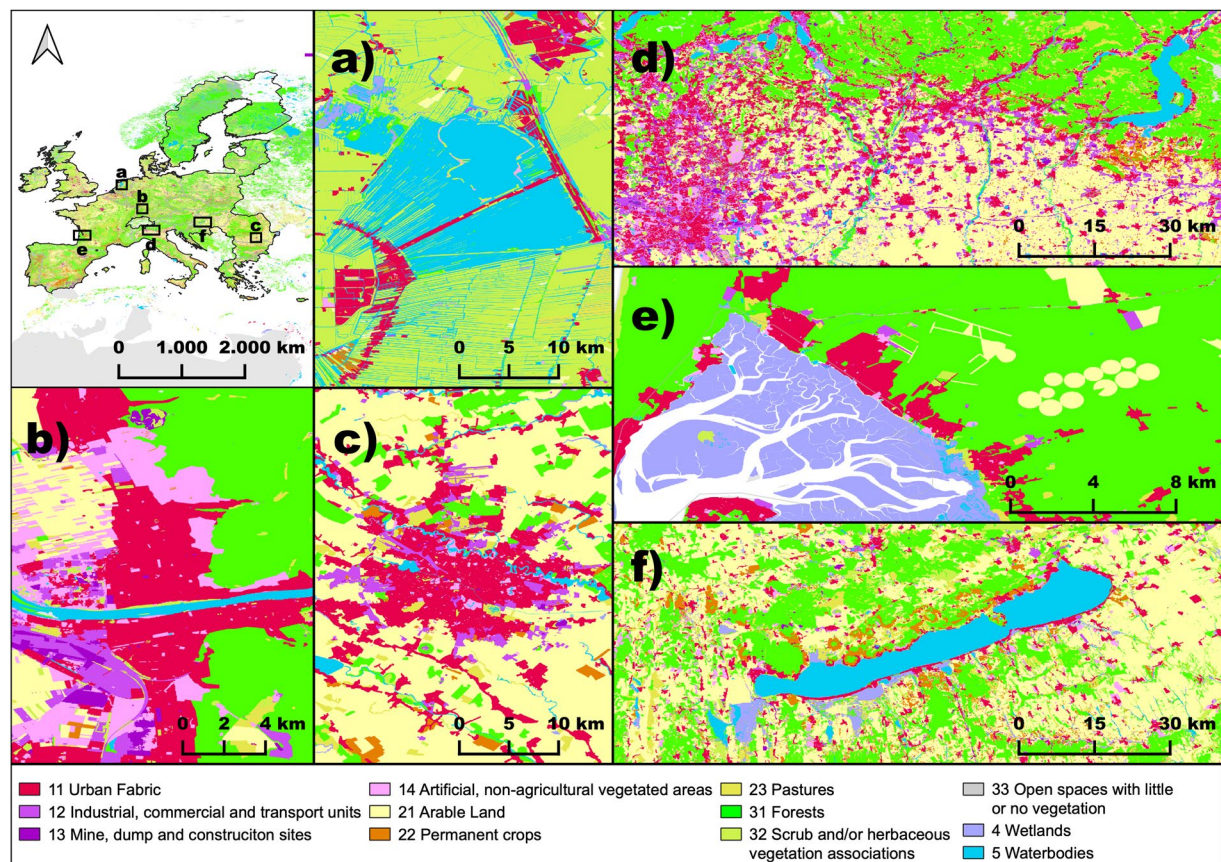 a
b
c
d
e
f
0 1.000 2.000 km
a)
0 5 10 km
d)
0 15 30 km
e)
0 4 8 km
b)
0 2 4 km
c)
0 5 10 km
f)
0 15 30 km
11 Urban Fabric
12 Industrial, commercial and transport units
13 Mine, dump and construciton sites
14 Artificial, non-agricultural vegetated areas
21 Arable Land
22 Permanent crops
23 Pastures
31 Forests
32 Scrub and/or herbaceous
vegetation associations
33 Open spaces with little
or no vegetation
4 Wetlands
5 Waterbodies